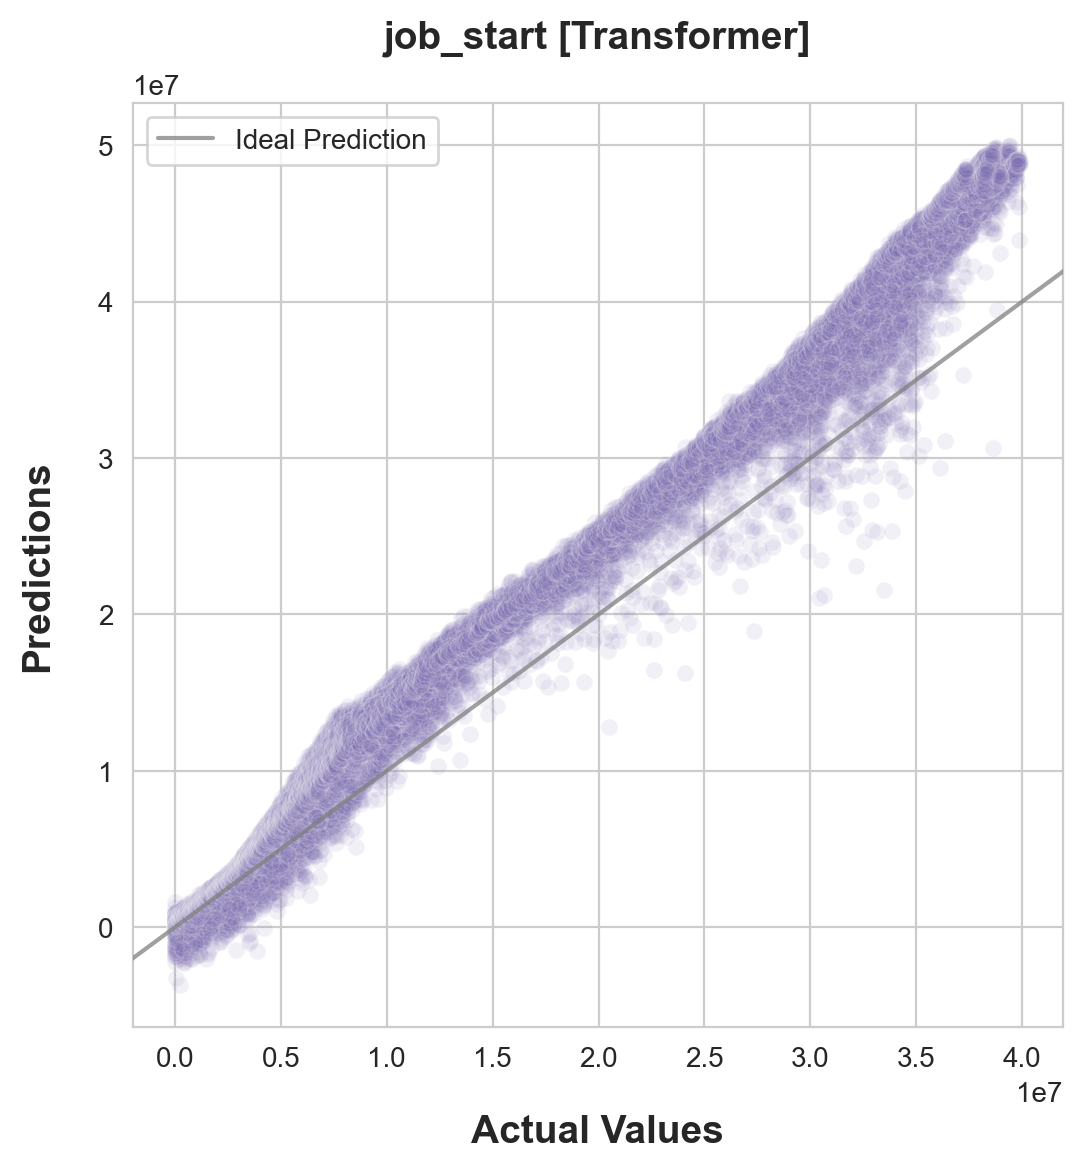 job_start [Transformer]
1e7
Ideal Prediction
5
4
3
2
1
0
Predictions
0.0 0.5 1.0 1.5 2.0 2.5 3.0 3.5 4.0
1e7
Actual Values